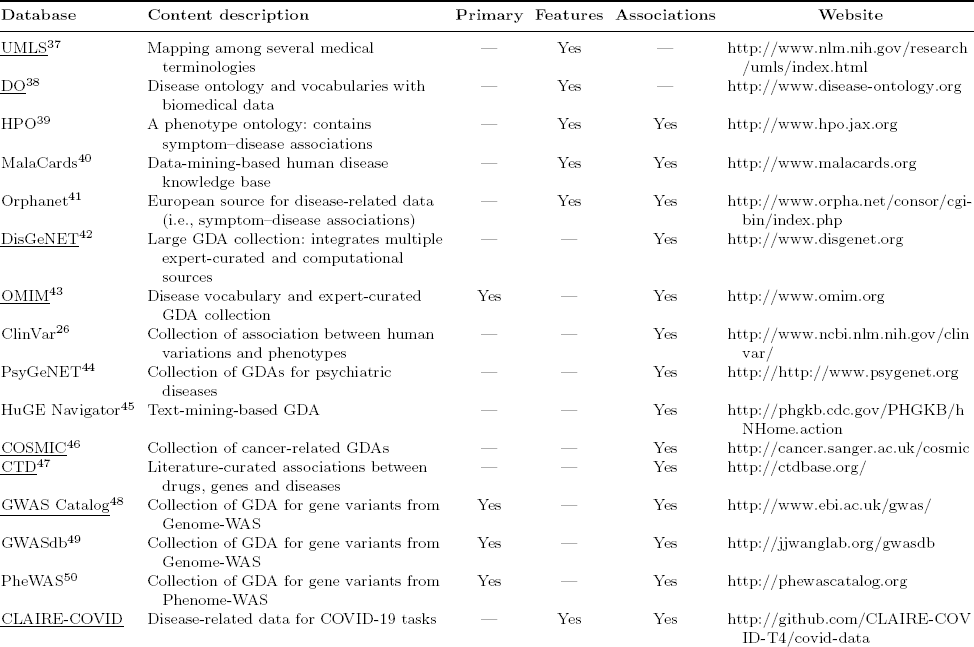 Database Content description Primary Features Associations Website
UMLS37 Mapping among several medical — Yes — http://www.nlm.nih.gov/research
terminologies /umls/index.html
DO38 Disease ontology and vocabularies with — Yes — http://www.disease-ontology.org
biomedical data
HPO39 A phenotype ontology: contains — Yes Yes http://www.hpo.jax.org
symptom–disease associations
MalaCards40 Data-mining-based human disease — Yes Yes http://www.malacards.org
knowledge base
Orphanet41 European source for disease-related data — Yes Yes http://www.orpha.net/consor/cgi-
(i.e., symptom–disease associations) bin/index.php
DisGeNET42 Large GDA collection: integrates multiple — — Yes http://www.disgenet.org
expert-curated and computational
sources
OMIM43 Disease vocabulary and expert-curated Yes — Yes http://www.omim.org
GDA collection
ClinVar26 Collection of association between human — — Yes http://www.ncbi.nlm.nih.gov/clin
variations and phenotypes var/
PsyGeNET44 Collection of GDAs for psychiatric — — Yes http://http://www.psygenet.org
diseases
HuGE Navigator45 Text-mining-based GDA — — Yes http://phgkb.cdc.gov/PHGKB/h
NHome.action
COSMIC46 Collection of cancer-related GDAs — — Yes http://cancer.sanger.ac.uk/cosmic
CTD47 Literature-curated associations between — — Yes http://ctdbase.org/
drugs, genes and diseases
GWAS Catalog48 Collection of GDA for gene variants from Yes — Yes http://www.ebi.ac.uk/gwas/
Genome-WAS
GWASdb49 Collection of GDA for gene variants from Yes — Yes http://jjwanglab.org/gwasdb
Genome-WAS
PheWAS50 Collection of GDA for gene variants from Yes — Yes http://phewascatalog.org
Phenome-WAS
CLAIRE-COVID Disease-related data for COVID-19 tasks — Yes Yes http://github.com/CLAIRE-COV
ID-T4/covid-data